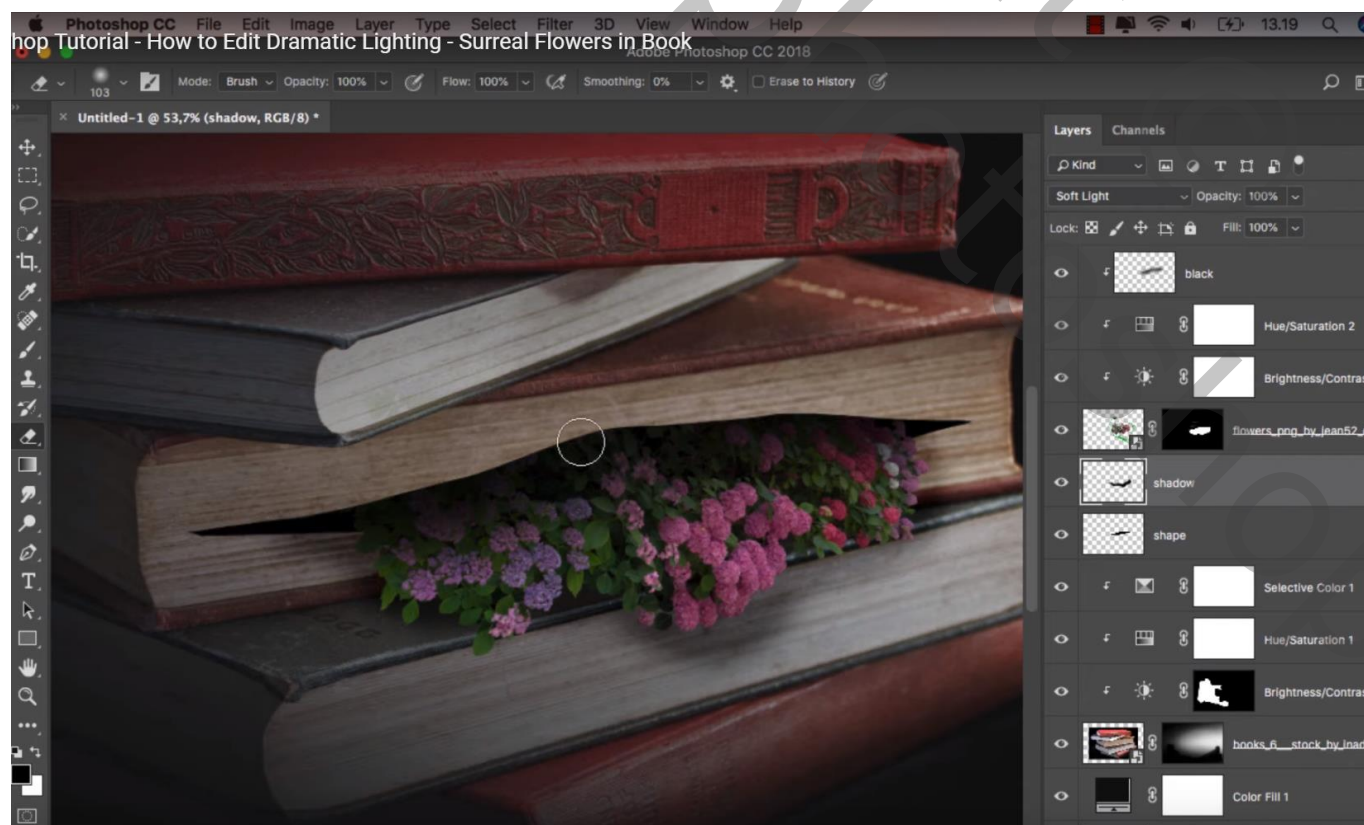 Photoshop CC File Edit Image Layer Type Select Filter 3D View Window Help 13.19
hop Tutorial - How to Edit Dramatic Lighting - Surreal Flowers in Book
Adobe Photoshop CC 2018
103 Mode: Brush Opacity: 100% Flow: 100% Smoothing: 0% Erase to History
× Untitled-1 @ 53,7% (shadow, RGB/8) *
Layers Channels
Kind
Soft Light Opacity: 100%
Lock: Fill: 100%
black
Hue/Saturation 2
Brightness/Contra
flowers_png_by_jean52_
shadow
shape
Selective Color 1
Hue/Saturation 1
Brightness/Contra
books_6__stock_by_
Color Fill 1